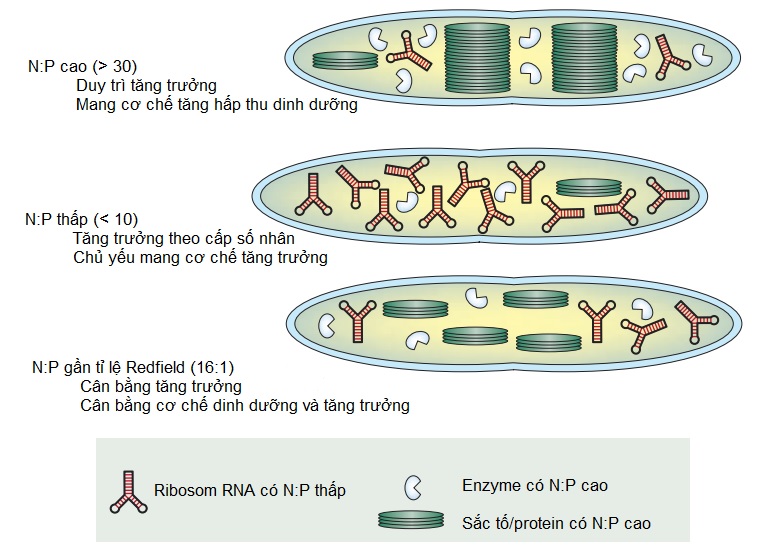 N:P cao (> 30)
Duy trì tăng trưởng
Mang cơ chế tăng hấp thu dinh dưỡng
N:P thấp (< 10)
Tăng trưởng theo cấp số nhân
Chủ yếu mang cơ chế tăng trưởng
N:P gần tỉ lệ Redfield (16:1)
Cân bằng tăng trưởng
Cân bằng cơ chế dinh dưỡng và tăng trưởng
Ribosom RNA có N:P thấp
Enzyme có N:P cao
Sắc tố/protein có N:P cao